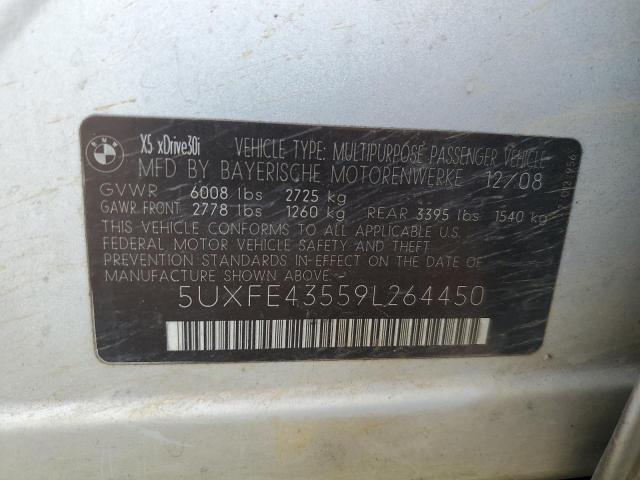 BMW
X5 xDrive30i
VEHICLE TYPE: MULTIPURPOSE PASSENGER VEHICLE
MFD BY BAYERISCHE MOTORENWERKE 12/08
GVWR 6008 lbs 2725 kg
GAWR FRONT 2778 lbs 1260 kg REAR 3395 lbs 1540 kg
THIS VEHICLE CONFORMS TO ALL APPLICABLE U.S.
FEDERAL MOTOR VEHICLE SAFETY AND THEFT
PREVENTION STANDARDS IN-EFFECT ON THE DATE
OF MANUFACTURE SHOWN ABOVE.
5UXFE43559L264450